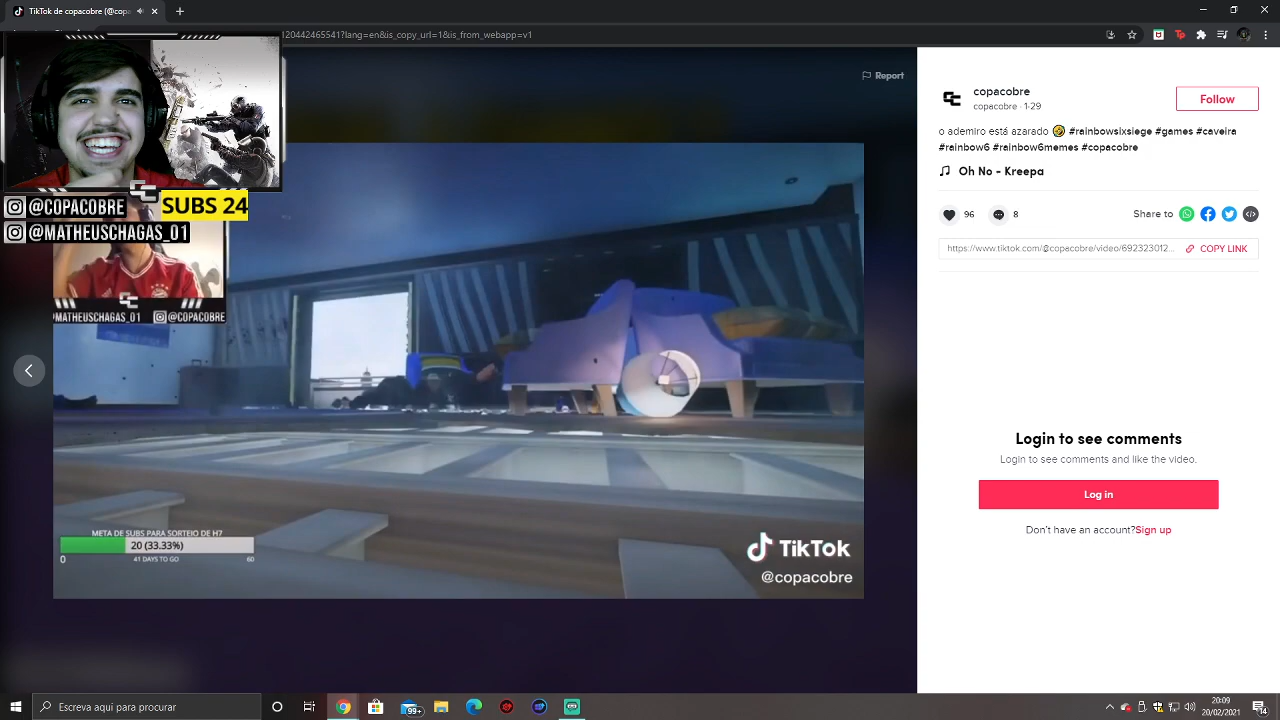 TikTok de copacobre (@copa
20442465541?lang=en&is_copy_url=1&is_from_webapp=v1
Report
@COPACOBRE
SUBS 24
@MATHEUSCHAGAS_01
MATHEUSCHAGAS_01
@COPACOBRE
META DE SUBS PARA SORTEIO DE H7
20 (33.33%)
0
41 DAYS TO GO
60
TikTok
@copacobre
copacobre
copacobre · 1-29
Follow
o ademiro está azarado #rainbowsixsiege #games #caveira
#rainbow6 #rainbow6memes #copacobre
Oh No - Kreepa
96
8
Share to
https://www.tiktok.com/@copacobre/video/692323012...
COPY LINK
Login to see comments
Login to see comments and like the video.
Log in
Don't have an account?Sign up
Esreva aqui para procurar
99+
20:09
20/02/2021